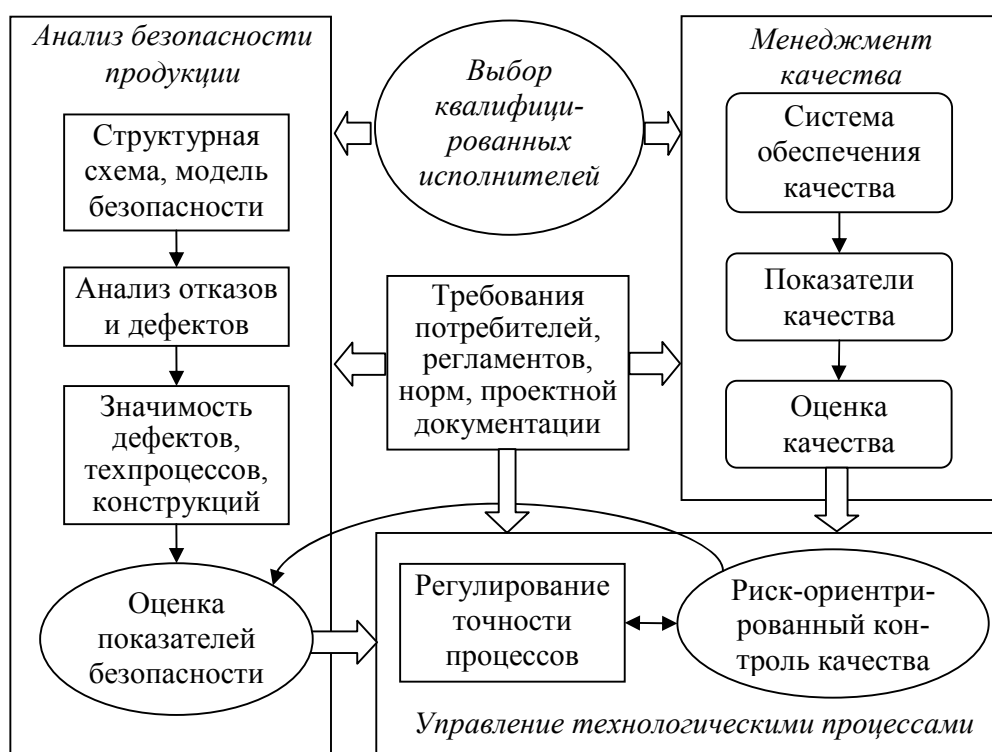 Анализ безопасности
продукции
Структурная
схема, модель
безопасности
Анализ отказов
и дефектов
Значимость
дефектов,
техпроцессов,
конструкций
Оценка
показателей
безопасности
Выбор
квалифици-
рованных
исполнителей
Требования
потребителей,
регламентов,
норм, проектной
документации
Менеджмент
качества
Система
обеспечения
качества
Показатели
качества
Оценка
качества
Регулирование
точности
процессов
Риск-ориентри-
рованный кон-
троль качества
Управление технологическими процессами